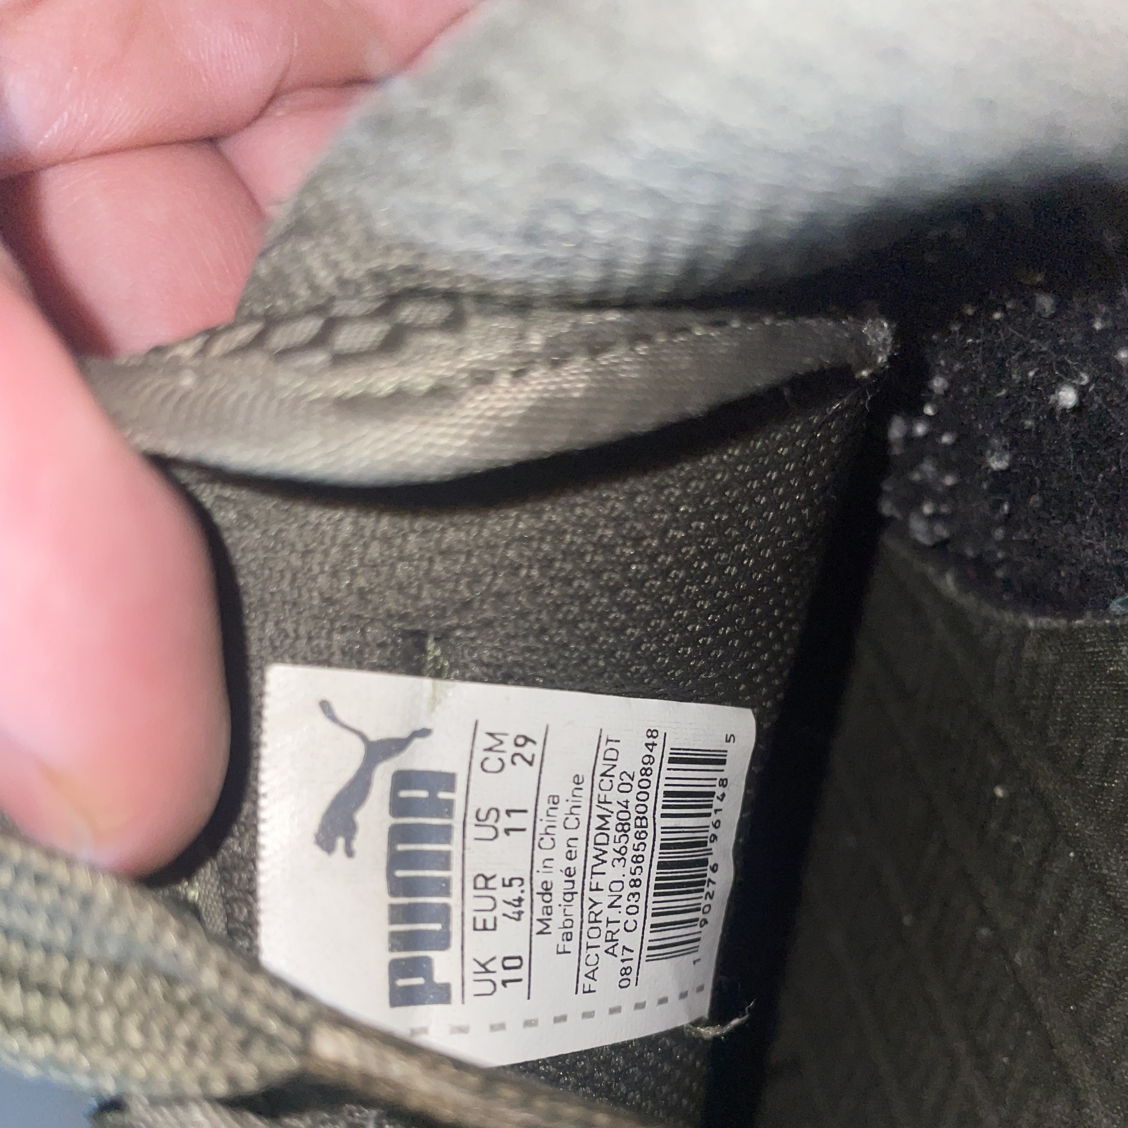 PUMA
UK EUR US CM
10 44.5 11 29
Made in China
Fabriqué en Chine
FACTORY FTWDM/FCNDT
ART.NO. 365804 02
0817 C0385856B0008948
1 90276 96148 5